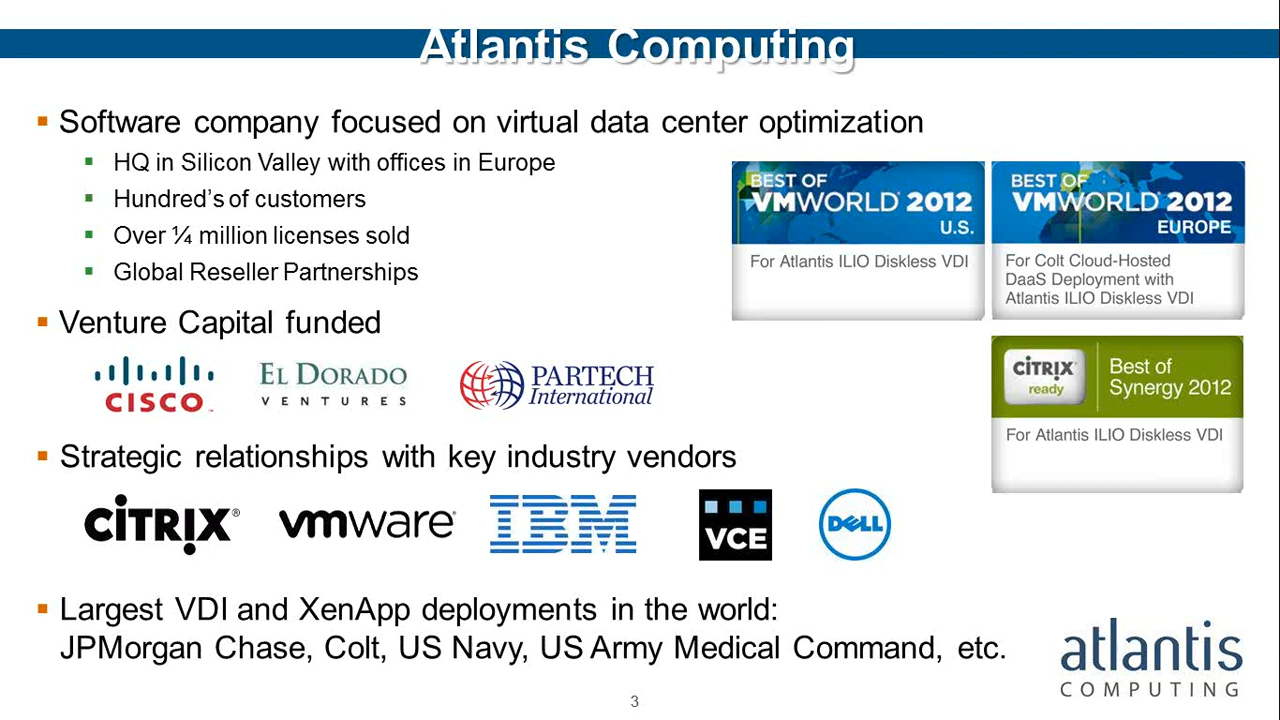 Atlantis Computing
Software company focused on virtual data center optimization
HQ in Silicon Valley with offices in Europe
Hundred’s of customers
Over ¼ million licenses sold
Global Reseller Partnerships
BEST OF
VMWORLD® 2012
U.S.
For Atlantis ILIO Diskless VDI
BEST OF
VMWORLD® 2012
EUROPE
For Colt Cloud-Hosted
DaaS Deployment with
Atlantis ILIO Diskless VDI
Venture Capital funded
CISCO™
EL DORADO
VENTURES
PARTECH
International
CITRIX®
ready
Best of
Synergy 2012
For Atlantis ILIO Diskless VDI
Strategic relationships with key industry vendors
CITRIX®
vmware®
IBM
VCE
DELL
Largest VDI and XenApp deployments in the world:
JPMorgan Chase, Colt, US Navy, US Army Medical Command, etc.
atlantis
COMPUTING
3